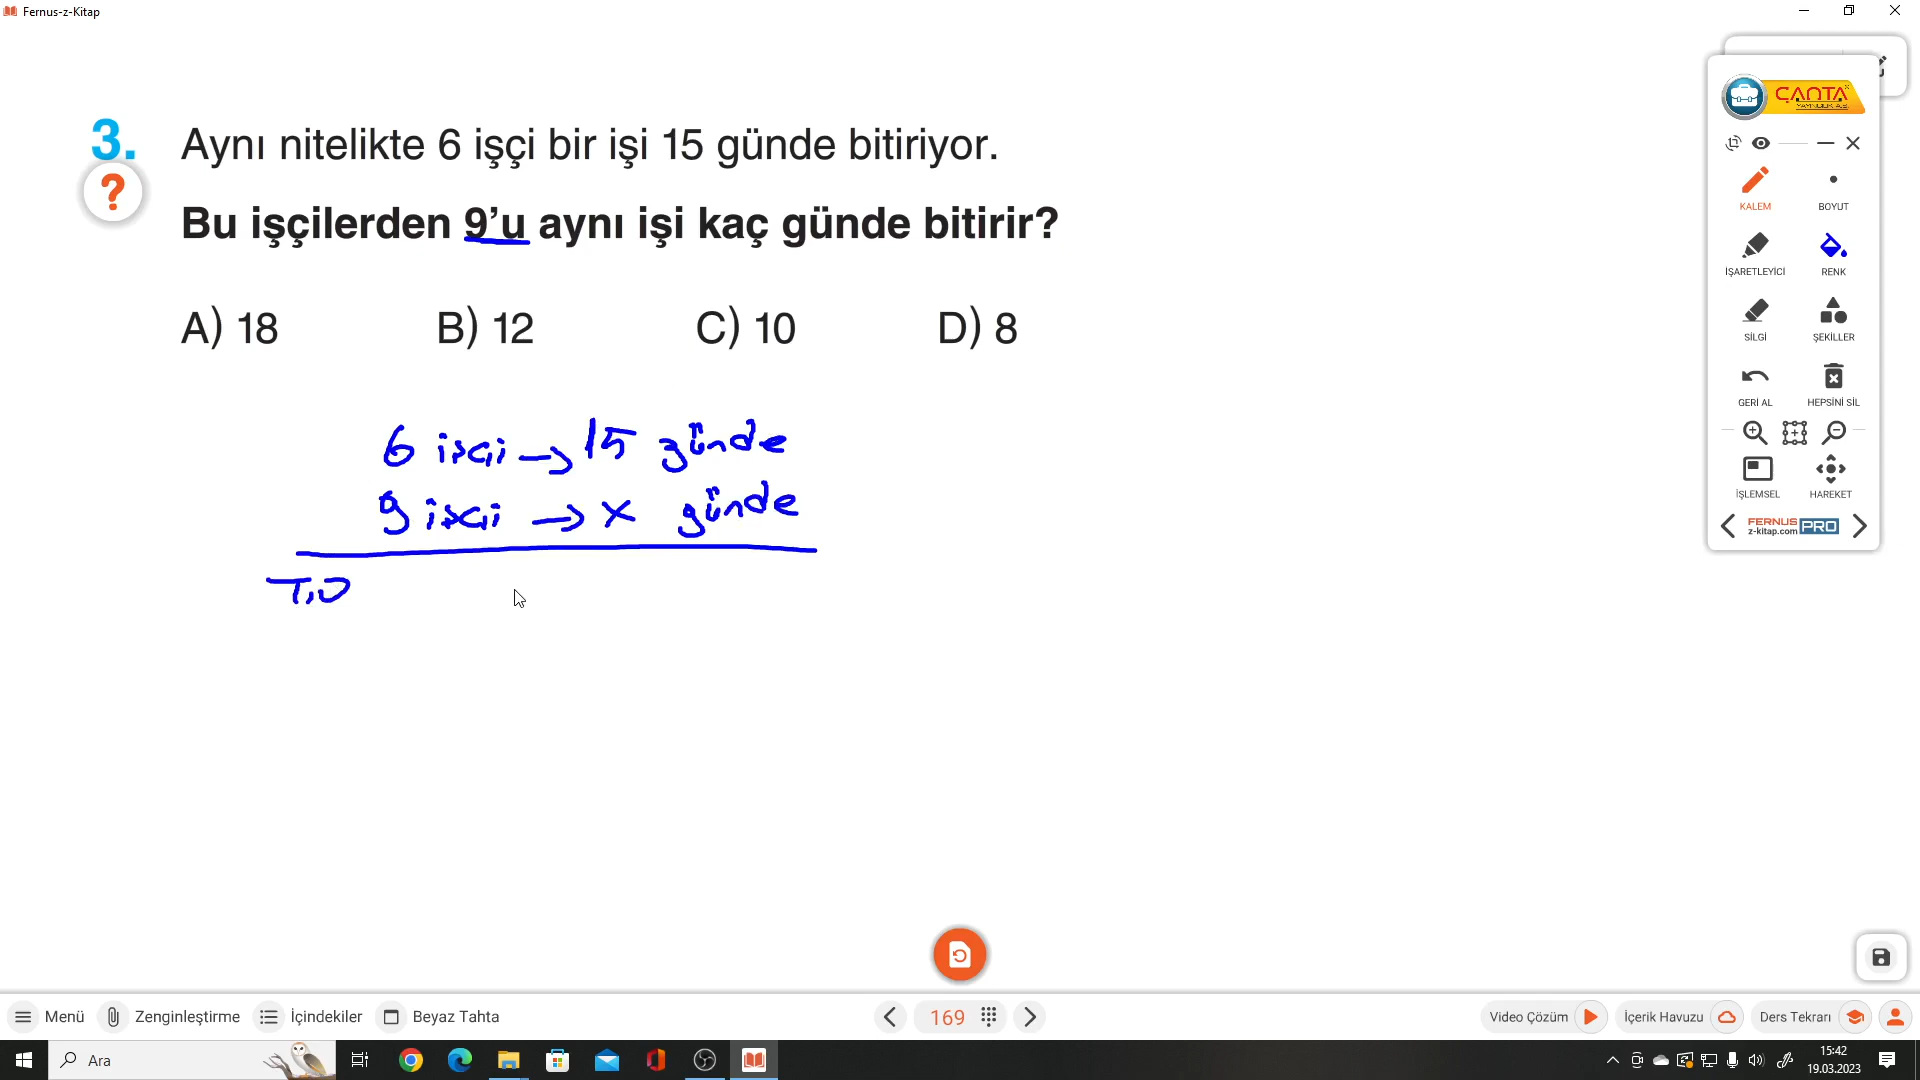 Fernus-z-Kitap
3. Aynı nitelikte 6 işçi bir işi 15 günde bitiriyor.
?
Bu işçilerden 9'u aynı işi kaç günde bitirir?
A) 18 B) 12 C) 10 D) 8
6 işçi → 15 günde
9 işçi → x günde
T.O
ÇANTA
YAYINCILIK A.Ş.
KALEM BOYUT
İŞARETLEYİCİ RENK
SİLGİ ŞEKİLLER
GERİ AL HEPSİNİ SİL
İŞLEMSEL HAREKET
FERNUS PRO
z-kitap.com
Menü Zenginleştirme İçindekiler Beyaz Tahta 169 Video Çözüm İçerik Havuzu Ders Tekrarı
Ara 15:42
19.03.2023